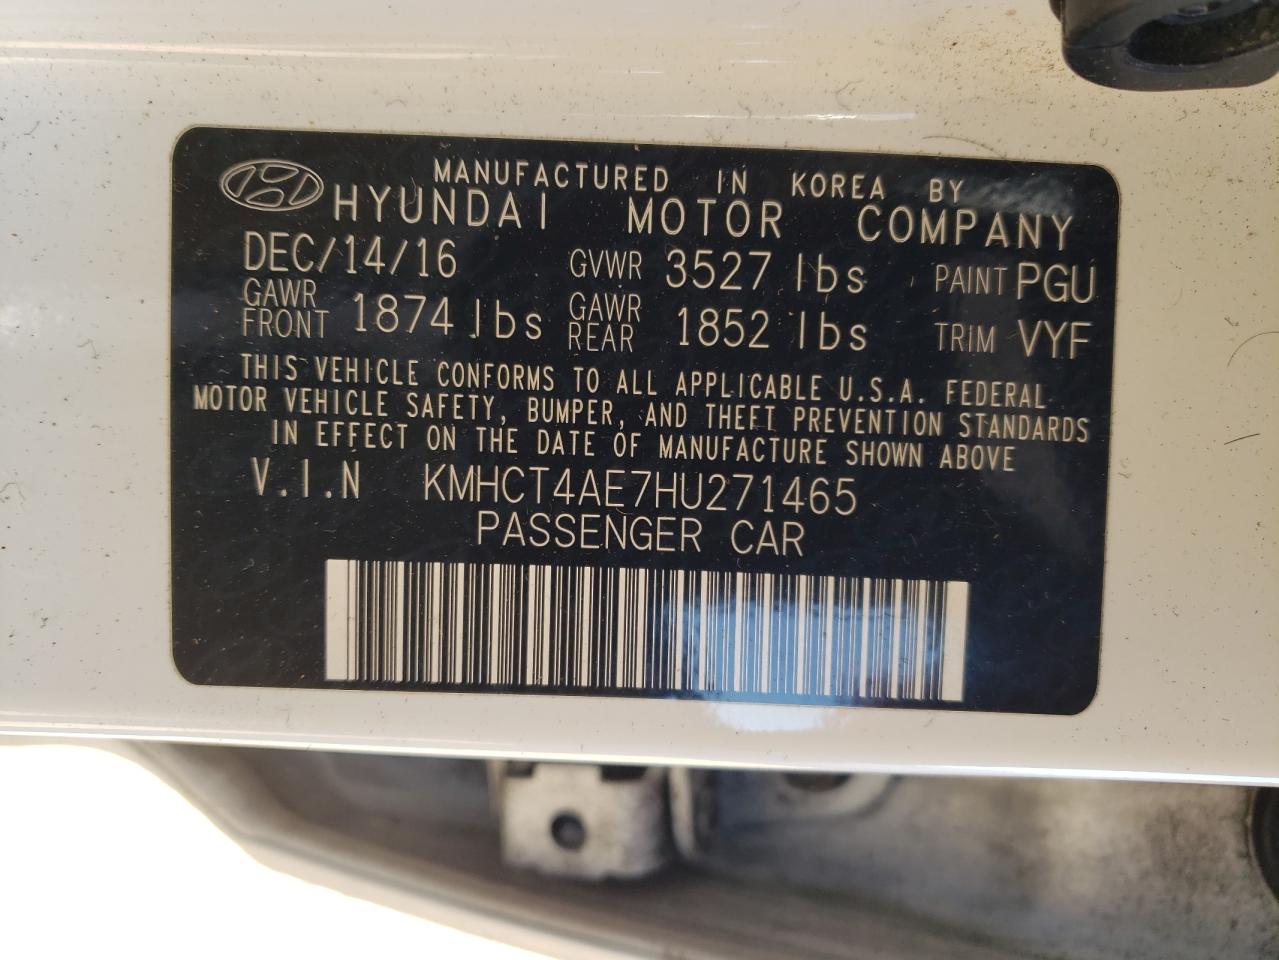 MANUFACTURED IN KOREA BY
HYUNDAI MOTOR COMPANY
DEC/14/16 GVWR 3527 lbs PAINT PGU
GAWR FRONT 1874 lbs GAWR REAR 1852 lbs TRIM VYF
THIS VEHICLE CONFORMS TO ALL APPLICABLE U.S.A. FEDERAL
MOTOR VEHICLE SAFETY, BUMPER, AND THEFT PREVENTION STANDARDS
IN EFFECT ON THE DATE OF MANUFACTURE SHOWN ABOVE
V.I.N KMHCT4AE7HU271465
PASSENGER CAR